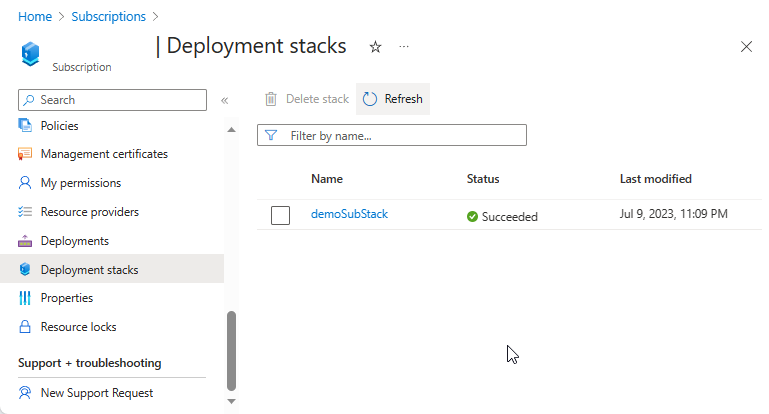 Home > Subscriptions >
| Deployment stacks ☆ ...
Subscription
Search «
Policies
Management certificates
My permissions
Resource providers
Deployments
Deployment stacks
Properties
Resource locks
Support + troubleshooting
New Support Request
Delete stack Refresh
Filter by name...
Name Status Last modified
demoSubStack Succeeded Jul 9, 2023, 11:09 PM